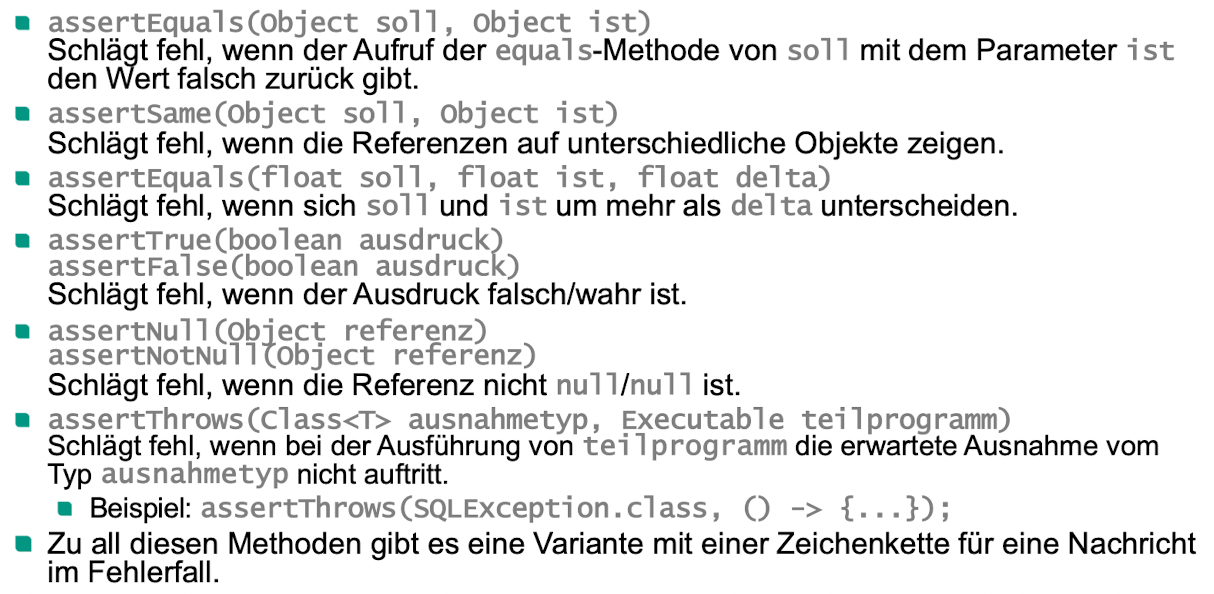 assertEquals(Object soll, Object ist)
Schlägt fehl, wenn der Aufruf der equals-Methode von soll mit dem Parameter ist
den Wert falsch zurück gibt.
assertSame(Object soll, Object ist)
Schlägt fehl, wenn die Referenzen auf unterschiedliche Objekte zeigen.
assertEquals(float soll, float ist, float delta)
Schlägt fehl, wenn sich soll und ist um mehr als delta unterscheiden.
assertTrue(boolean ausdruck)
assertFalse(boolean ausdruck)
Schlägt fehl, wenn der Ausdruck falsch/wahr ist.
assertNull(Object referenz)
assertNotNull(Object referenz)
Schlägt fehl, wenn die Referenz nicht null/null ist.
assertThrows(Class<T> ausnahmetyp, Executable teilprogramm)
Schlägt fehl, wenn bei der Ausführung von teilprogramm die erwartete Ausnahme vom
Typ ausnahmetyp nicht auftritt.
Beispiel: assertThrows(SQLException.class, () -> {...});
Zu all diesen Methoden gibt es eine Variante mit einer Zeichenkette für eine Nachricht
im Fehlerfall.